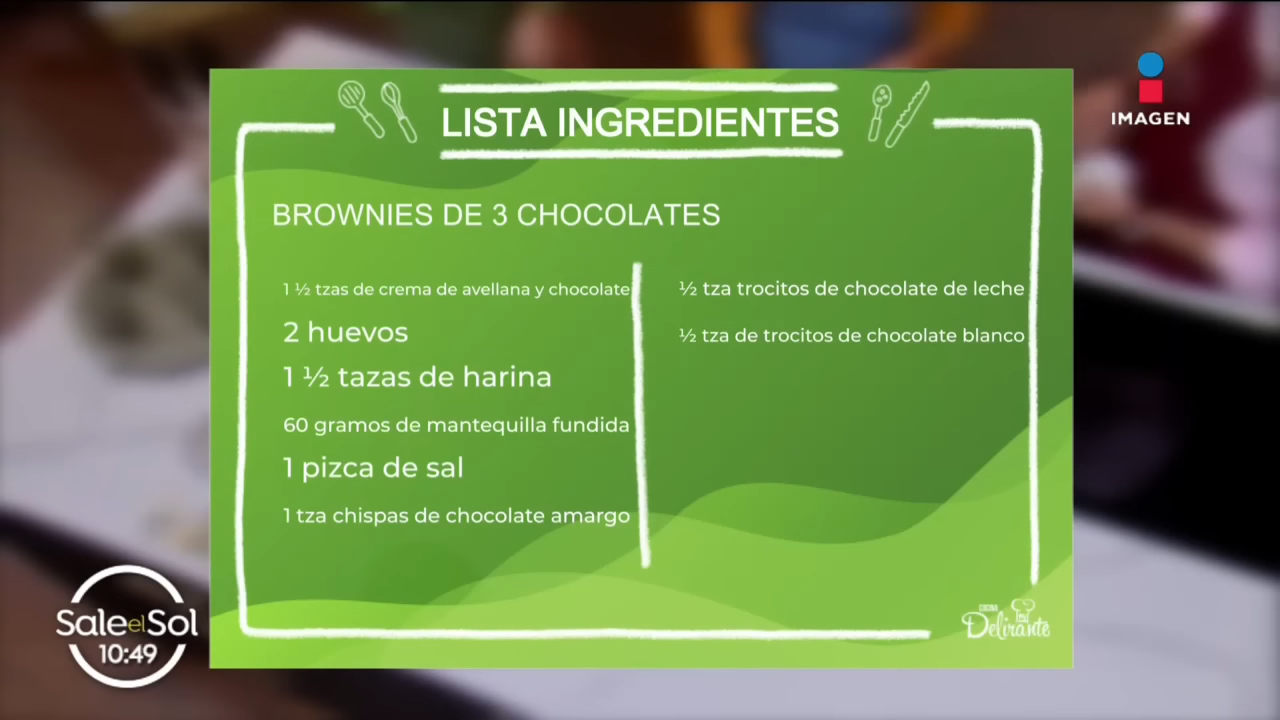 LISTA INGREDIENTES
IMAGEN
BROWNIES DE 3 CHOCOLATES
1 ½ tzas de crema de avellana y chocolate
2 huevos
1 ½ tazas de harina
60 gramos de mantequilla fundida
1 pizca de sal
1 tza chispas de chocolate amargo
½ tza trocitos de chocolate de leche
½ tza de trocitos de chocolate blanco
COCINA
Delirante
Sale el Sol
10:49